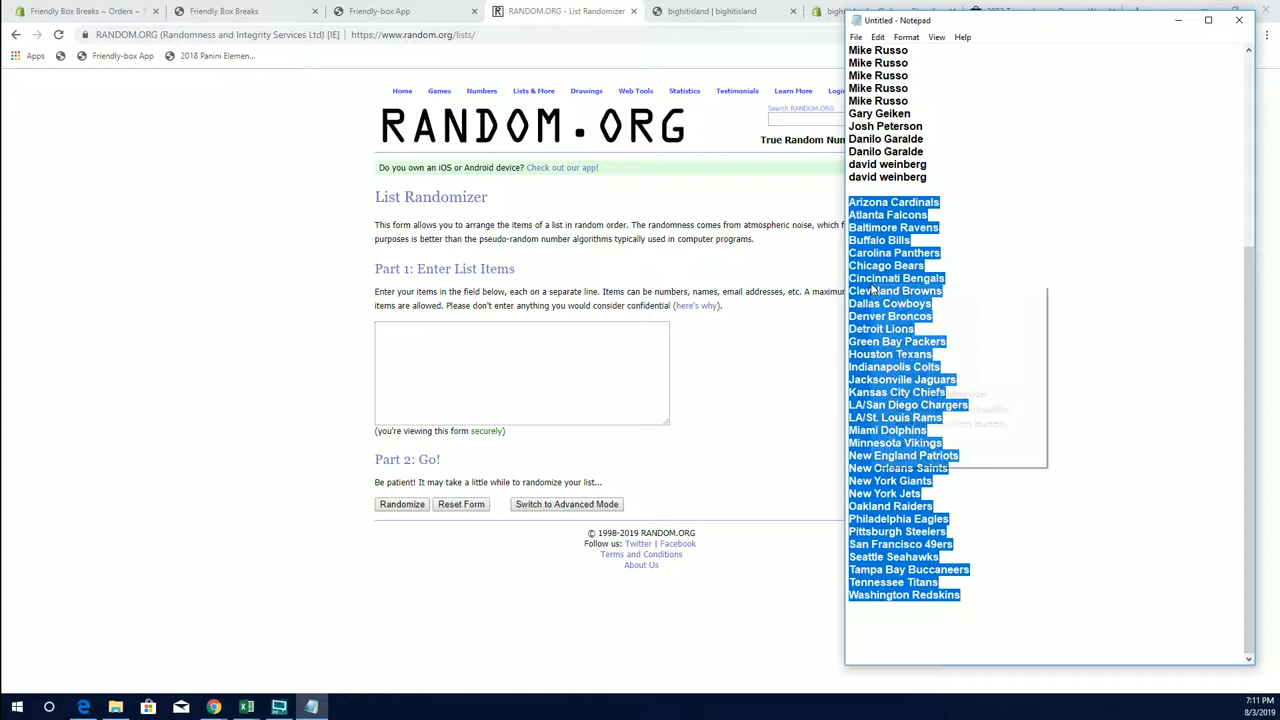 Friendly Box Breaks ~ Orders ~ S
Friendly Box Breaks
Friendly-box App
RANDOM.ORG - List Randomizer
bighitisland | bighitisland
RANDOM.ORG (Randomness and Integrity Services Ltd) [IE] | https://www.random.org/lists/
Apps
Friendly-box App
2018 Panini Elemen...
Home
Games
Numbers
Lists & More
Drawings
Web Tools
Statistics
Testimonials
Learn More
Login
RANDOM.ORG
Search RANDOM.ORG
True Random Num
Do you own an iOS or Android device? Check out our app!
List Randomizer
This form allows you to arrange the items of a list in random order. The randomness comes from atmospheric noise, which f
purposes is better than the pseudo-random number algorithms typically used in computer programs.
Part 1: Enter List Items
Enter your items in the field below, each on a separate line. Items can be numbers, names, email addresses, etc. A maximu
items are allowed. Please don't enter anything you would consider confidential (here's why).
(you're viewing this form securely)
Part 2: Go!
Be patient! It may take a little while to randomize your list...
Randomize
Reset Form
Switch to Advanced Mode
© 1998-2019 RANDOM.ORG
Follow us: Twitter | Facebook
Terms and Conditions
About Us
Untitled - Notepad
File
Edit
Format
View
Help
Mike Russo
Mike Russo
Mike Russo
Mike Russo
Mike Russo
Gary Geiken
Josh Peterson
Danilo Garalde
Danilo Garalde
david weinberg
david weinberg
Arizona Cardinals
Atlanta Falcons
Baltimore Ravens
Buffalo Bills
Carolina Panthers
Chicago Bears
Cincinnati Bengals
Cleveland Browns
Dallas Cowboys
Denver Broncos
Detroit Lions
Green Bay Packers
Houston Texans
Indianapolis Colts
Jacksonville Jaguars
Kansas City Chiefs
LA/San Diego Chargers
LA/St. Louis Rams
Miami Dolphins
Minnesota Vikings
New England Patriots
New Orleans Saints
New York Giants
New York Jets
Oakland Raiders
Philadelphia Eagles
Pittsburgh Steelers
San Francisco 49ers
Seattle Seahawks
Tampa Bay Buccaneers
Tennessee Titans
Washington Redskins
7:11 PM
8/3/2019